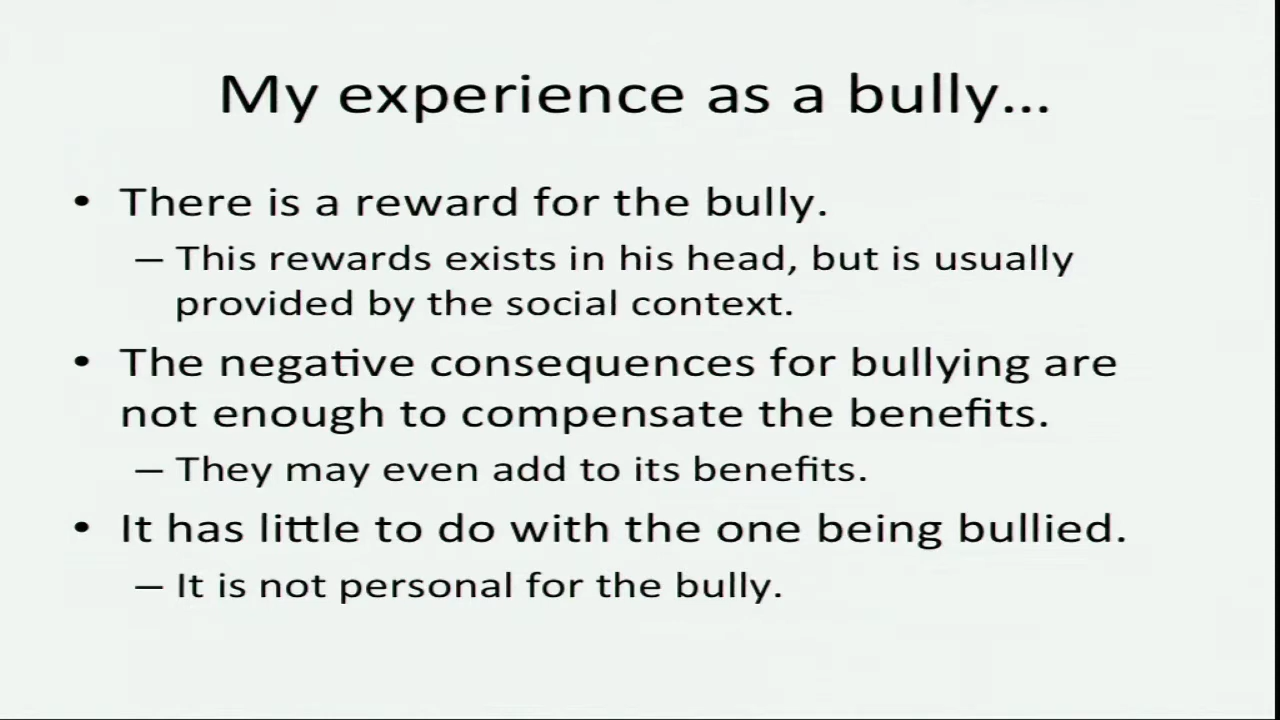 My experience as a bully...
• There is a reward for the bully.
– This rewards exists in his head, but is usually
provided by the social context.
• The negative consequences for bullying are
not enough to compensate the benefits.
– They may even add to its benefits.
• It has little to do with the one being bullied.
– It is not personal for the bully.